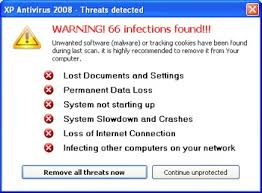 XP Antivirus 2008 - Threats detected
WARNING! 66 infections found!!!
Unwanted software (malware) or tracking cookies have been found
during last scan. it is highly recommended to remove it from Your
computer.
Lost Documents and Settings
Permanent Data Loss
System not starting up
System Slowdown and Crashes
Loss of Internet Connection
Infecting other computers on your network
Remove all threats now
Continue unprotected